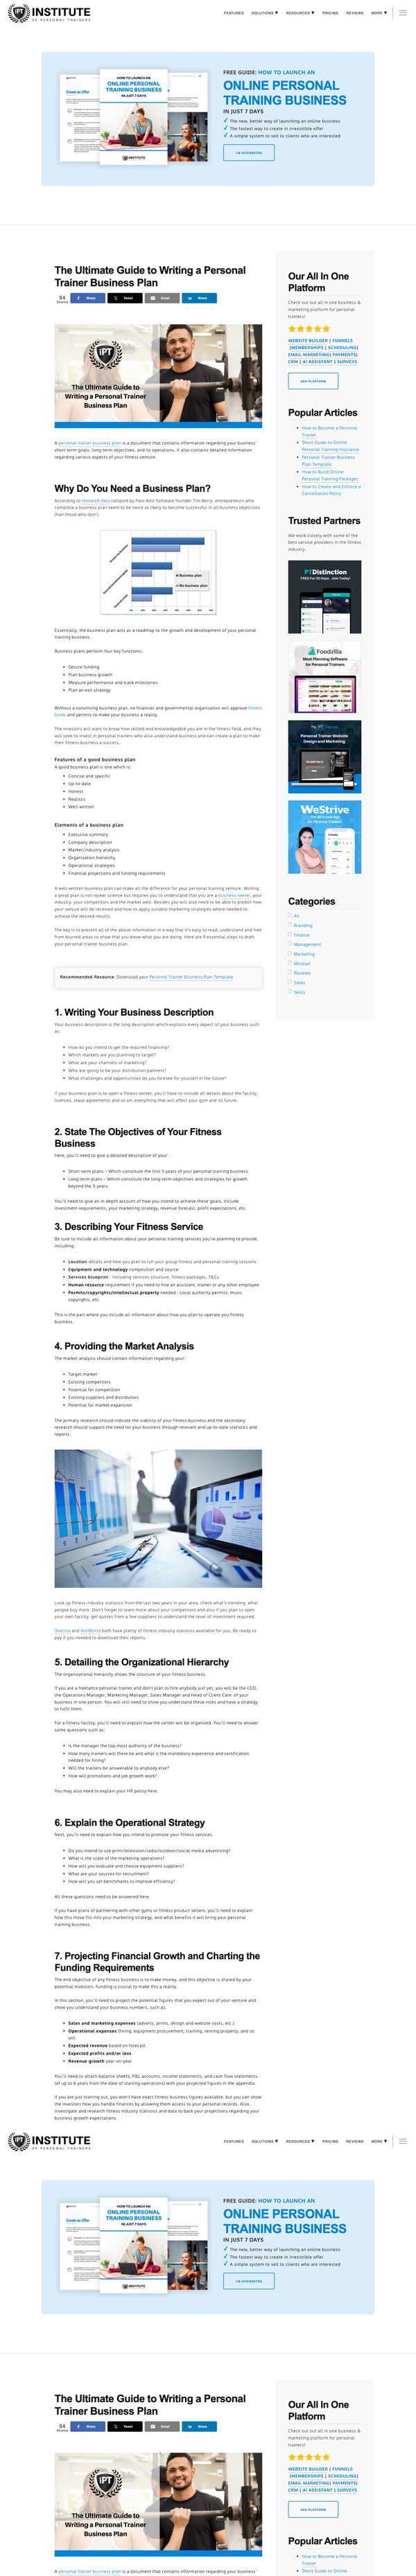 IPT INSTITUTE
OF PERSONAL TRAINERS
FEATURES SOLUTIONS ▼ RESOURCES ▼ PRICING REVIEWS MORE ▼
FREE GUIDE: HOW TO LAUNCH AN
ONLINE PERSONAL
TRAINING BUSINESS
IN JUST 7 DAYS
✓ The new, better way of launching an online business
✓ The fastest way to create in irresistible offer
✓ A simple system to sell to clients who are interested
I'M INTERESTED
Create an Offer
HOW TO LAUNCH AN
ONLINE PERSONAL
TRAINING BUSINESS
IN JUST 7 DAYS
INSTITUTE
The Ultimate Guide to Writing a Personal
Trainer Business Plan
54
Shares
Share
Tweet
Email
Share
IPT
The Ultimate Guide to
Writing a Personal Trainer
Business Plan
A personal trainer business plan is a document that contains information regarding your business'
short term goals, long term objectives, and its current status. A good business plan will include
Why Do You Need a Business Plan?
According to research data collated by Palo Alto Software founder Tim Berry, entrepreneurs who
complete a business plan seem to be twice as likely to be successful in all business objectives
than those who don't.
Business plan
No business plan
Essentially, the business plan acts as a roadmap to the growth and development of your personal
training business.
Business plans perform four key functions:
• Secure funding
• Plan business growth
• Measure performance and track milestones
• Plan an exit strategy
Without a convincing business plan, no financier and governmental organization will approve fitness
funds and permits to make your business a reality.
The investors will want to know how skilled and knowledgeable you are in the fitness field, and they
will seek to invest in personal trainers who also understand business and can create a plan to make
their fitness business a success.
Features of a good business plan
A good business plan is one which is:
• Concise and specific
• Up-to-date
• Honest
• Realistic
• Well-written
Elements of a business plan
• Executive summary
• Company description
• Market/industry analysis
• Organization hierarchy
• Operational strategies
• Financial projections and funding requirements
A well-written business plan can make all the difference for your personal training venture. Writing
a great plan is not rocket science but requires you to understand that you are a business owner, your
industry, your competitors and the market well. Besides you will also need to be able to predict how
your service will be received and how to apply suitable marketing strategies when needed to
achieve the desired results.
The key is to present all of the above information in a way that it's easy to read, understand and free
from blurred areas to show that you know what you are doing. Here are 9 essential steps to draft
your personal trainer business plan.
Recommended Resource: Download your Personal Trainer Business Plan Template
1. Writing Your Business Description
Your business description is the long description which explains every aspect of your business such
as:
• How do you intend to get the required financing?
• Which markets are you planning to target?
• What are your channels of marketing?
• Who are going to be your distribution partners?
• What challenges and opportunities do you foresee for yourself in the future?
If your business plan is to open a fitness center, you'll have to include all details about the facility,
licenses, lease agreements and so on, everything that will affect your gym and its future.
2. State The Objectives of Your Fitness
Business
Here, you'll need to give a detailed description of your:
• Short-term plans – Which constitute the first 5 years of your personal training business
• Long-term plans – Which constitute the long-term objectives and strategies for growth
beyond the 5 years.
You'll need to give an in-depth account of how you intend to achieve these goals. Include
investment requirements, your marketing strategy, revenue forecast, profit expectations, etc.
3. Describing Your Fitness Service
Be sure to include all information about your personal training services you're planning to provide,
including:
• Location details and how you plan to run your group fitness and personal training sessions
• Equipment and technology composition and source
• Services blueprint - including services structure, fitness packages, T&Cs
• Human resource requirement if you need to hire an assistant, trainer or any other employee
• Permits/copyrights/intellectual property needed - Local authority permits, music
copyrights, etc.
This is the part where you include all information about how you plan to operate you fitness
business.
4. Providing the Market Analysis
The market analysis should contain information regarding your:
• Target market
• Existing competitors
• Potential for competition
• Existing suppliers and distributors
• Potential for market expansion
The primary research should indicate the viability of your fitness business and the secondary
research should support the need for your business through relevant and up-to-date statistics and
reports.
Look up fitness industry statistics from the last two years in your area, check what's trending, what
people buy more. Don't forget to learn more about your competitors and also if you plan to open
your own facility, get quotes from a few suppliers to understand the level of investment required.
Statista and IbisWorld both have plenty of fitness industry statistics available for you. Be ready to
pay if you needed to download their reports.
5. Detailing the Organizational Hierarchy
The organizational hierarchy shows the structure of your fitness business.
If you are a freelance personal trainer and don't plan to hire anybody just yet, you will be the CEO,
the Operations Manager, Marketing Manager, Sales Manager and Head of Client Care of your
business in one person. You will still need to show you understand these roles and have a strategy
to fulfil them.
For a fitness facility, you'll need to explain how the center will be organized. You'll need to answer
some questions such as:
• Is the manager the top-most authority of the business?
• How many trainers will there be and what is the mandatory experience and certification
needed for hiring?
• Will the trainers be answerable to anybody else?
• How will promotions and job growth work?
You may also need to explain your HR policy here.
6. Explain the Operational Strategy
Next, you'll need to explain how you intend to promote your fitness services.
• Do you intend to use print/television/radio/outdoor/social media advertising?
• What is the scale of the marketing operations?
• How will you evaluate and choose equipment suppliers?
• What are your sources for recruitment?
• How will you set benchmarks to improve efficiency?
All these questions need to be answered here.
If you have plans of partnering with other gyms or fitness product sellers, you'll need to explain
how this move fits into your marketing strategy, and what benefits it will bring your personal
training business.
7. Projecting Financial Growth and Charting the
Funding Requirements
The end objective of any fitness business is to make money, and this objective is shared by your
potential investors. Funding is crucial to make this a reality.
In this section, you'll need to project the potential figures that you expect out of your venture and
show you understand your business numbers, such as:
• Sales and marketing expenses (adverts, prints, design and website costs, etc.)
• Operational expenses (hiring, equipment procurement, training, renting property, and so
on)
• Expected revenue based on forecast
• Expected profits and/or loss
• Revenue growth year-on-year
You'll need to attach balance sheets, P&L accounts, income statements, and cash flow statements
(of up to 6 years from the date of starting operations) with your projected figures in the appendix.
If you are just starting out, you won't have exact fitness business figures available, but you can show
the investors how you handle finances by allowing them access to your personal records. Also,
investigate and research fitness industry statistics and data to back your projections regarding your
business growth expectations.
Our All In One
Platform
Check out out all in one business &
marketing platform for personal
trainers!
WEBSITE BUILDER | FUNNELS
|MEMBERSHIPS | SCHEDULING|
EMAIL MARKETING| PAYMENTS|
CRM | AI ASSISTANT | SURVEYS
SEE PLATFORM
Popular Articles
• How to Become a Personal
Trainer
• Short Guide to Online
Personal Training Insurance
• Personal Trainer Business
Plan Template
• How to Build Online
Personal Training Packages
• How to Create and Enforce a
Cancellation Policy
Trusted Partners
We work closely with some of the
best service providers in the fitness
industry.
PTDistinction
FREE For 30 Days - Join Today!
Foodzilla
Meal Planning Software
for Personal Trainers
Personal Trainer Website
Design and Marketing
WeStrive
The All-in-One App
for Personal Trainers
Categories
All
Branding
Finance
Management
Marketing
Mindset
Reviews
Sales
Skills
IPT INSTITUTE
OF PERSONAL TRAINERS
FEATURES SOLUTIONS ▼ RESOURCES ▼ PRICING REVIEWS MORE ▼
FREE GUIDE: HOW TO LAUNCH AN
ONLINE PERSONAL
TRAINING BUSINESS
IN JUST 7 DAYS
✓ The new, better way of launching an online business
✓ The fastest way to create in irresistible offer
✓ A simple system to sell to clients who are interested
I'M INTERESTED
Create an Offer
HOW TO LAUNCH AN
ONLINE PERSONAL
TRAINING BUSINESS
IN JUST 7 DAYS
INSTITUTE
The Ultimate Guide to Writing a Personal
Trainer Business Plan
54
Shares
Share
Tweet
Email
Share
IPT
The Ultimate Guide to
Writing a Personal Trainer
Business Plan
A personal trainer business plan is a document that contains information regarding your business'
Our All In One
Platform
Check out out all in one business &
marketing platform for personal
trainers!
WEBSITE BUILDER | FUNNELS
|MEMBERSHIPS | SCHEDULING|
EMAIL MARKETING| PAYMENTS|
CRM | AI ASSISTANT | SURVEYS
SEE PLATFORM
Popular Articles
• How to Become a Personal
Trainer
• Short Guide to Online